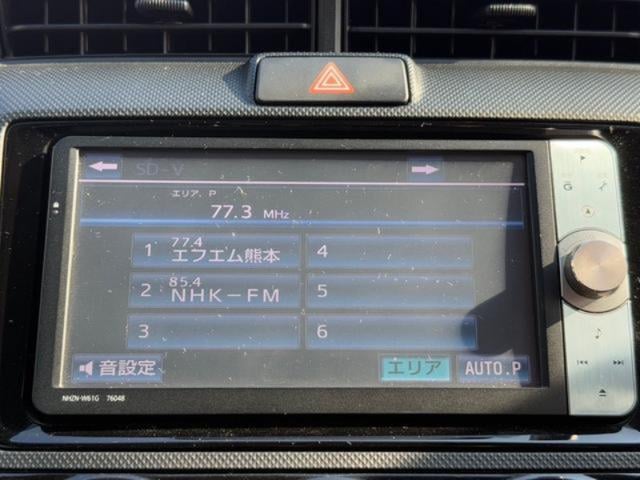 SD-V
エリア.P
77.3 MHz
1 77.4 エフエム熊本
4
2 85.4 NHK-FM
5
3
6
音設定
エリア
AUTO.P
NHZN-W61G 76048